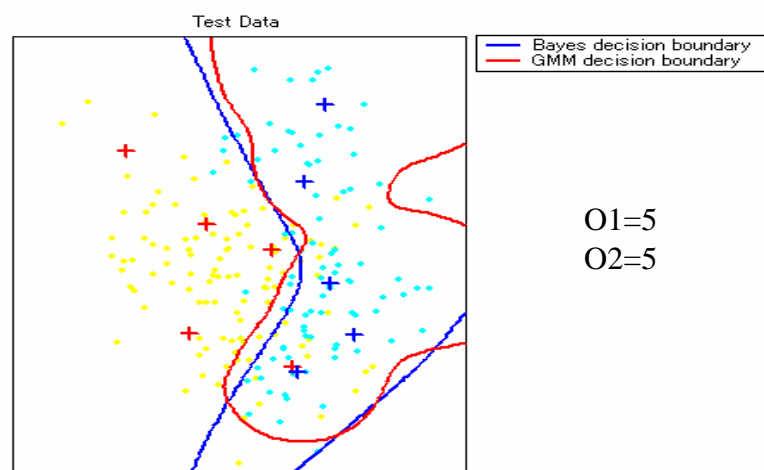 Test Data
Bayes decision boundary
GMM decision boundary
O1=5
O2=5